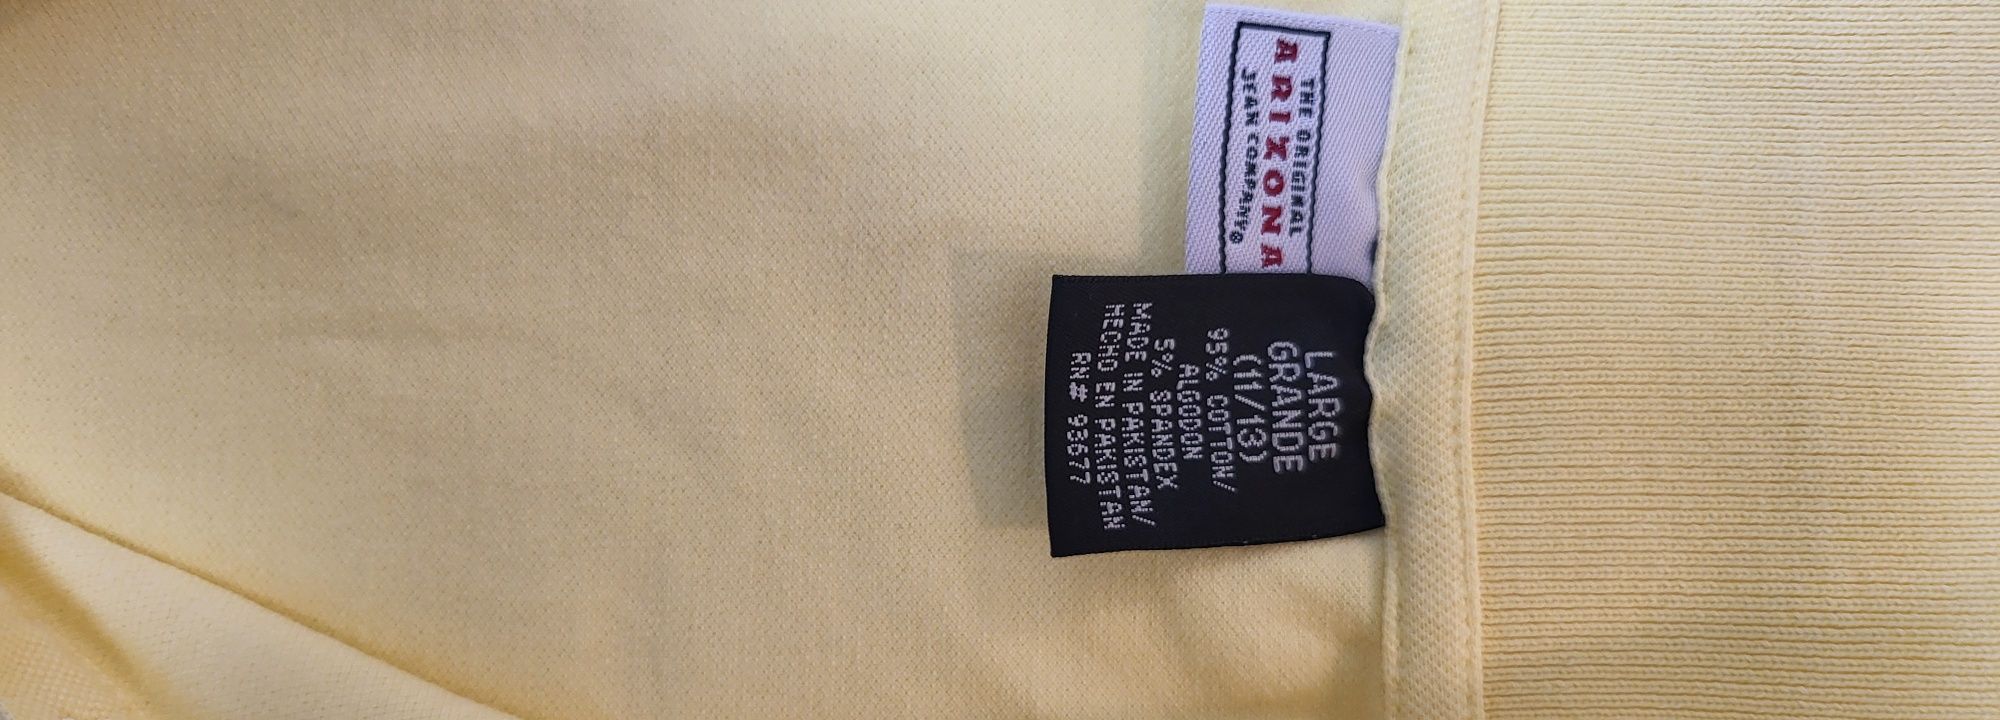 THE ORIGINAL
ARIXONA
JEAN COMPANY®
LARGE
GRANDE
(11/13)
95% COTTON/
ALGODON
5% SPANDEX
MADE IN PAKISTAN/
HECHO EN PAKISTAN
RN# 93677